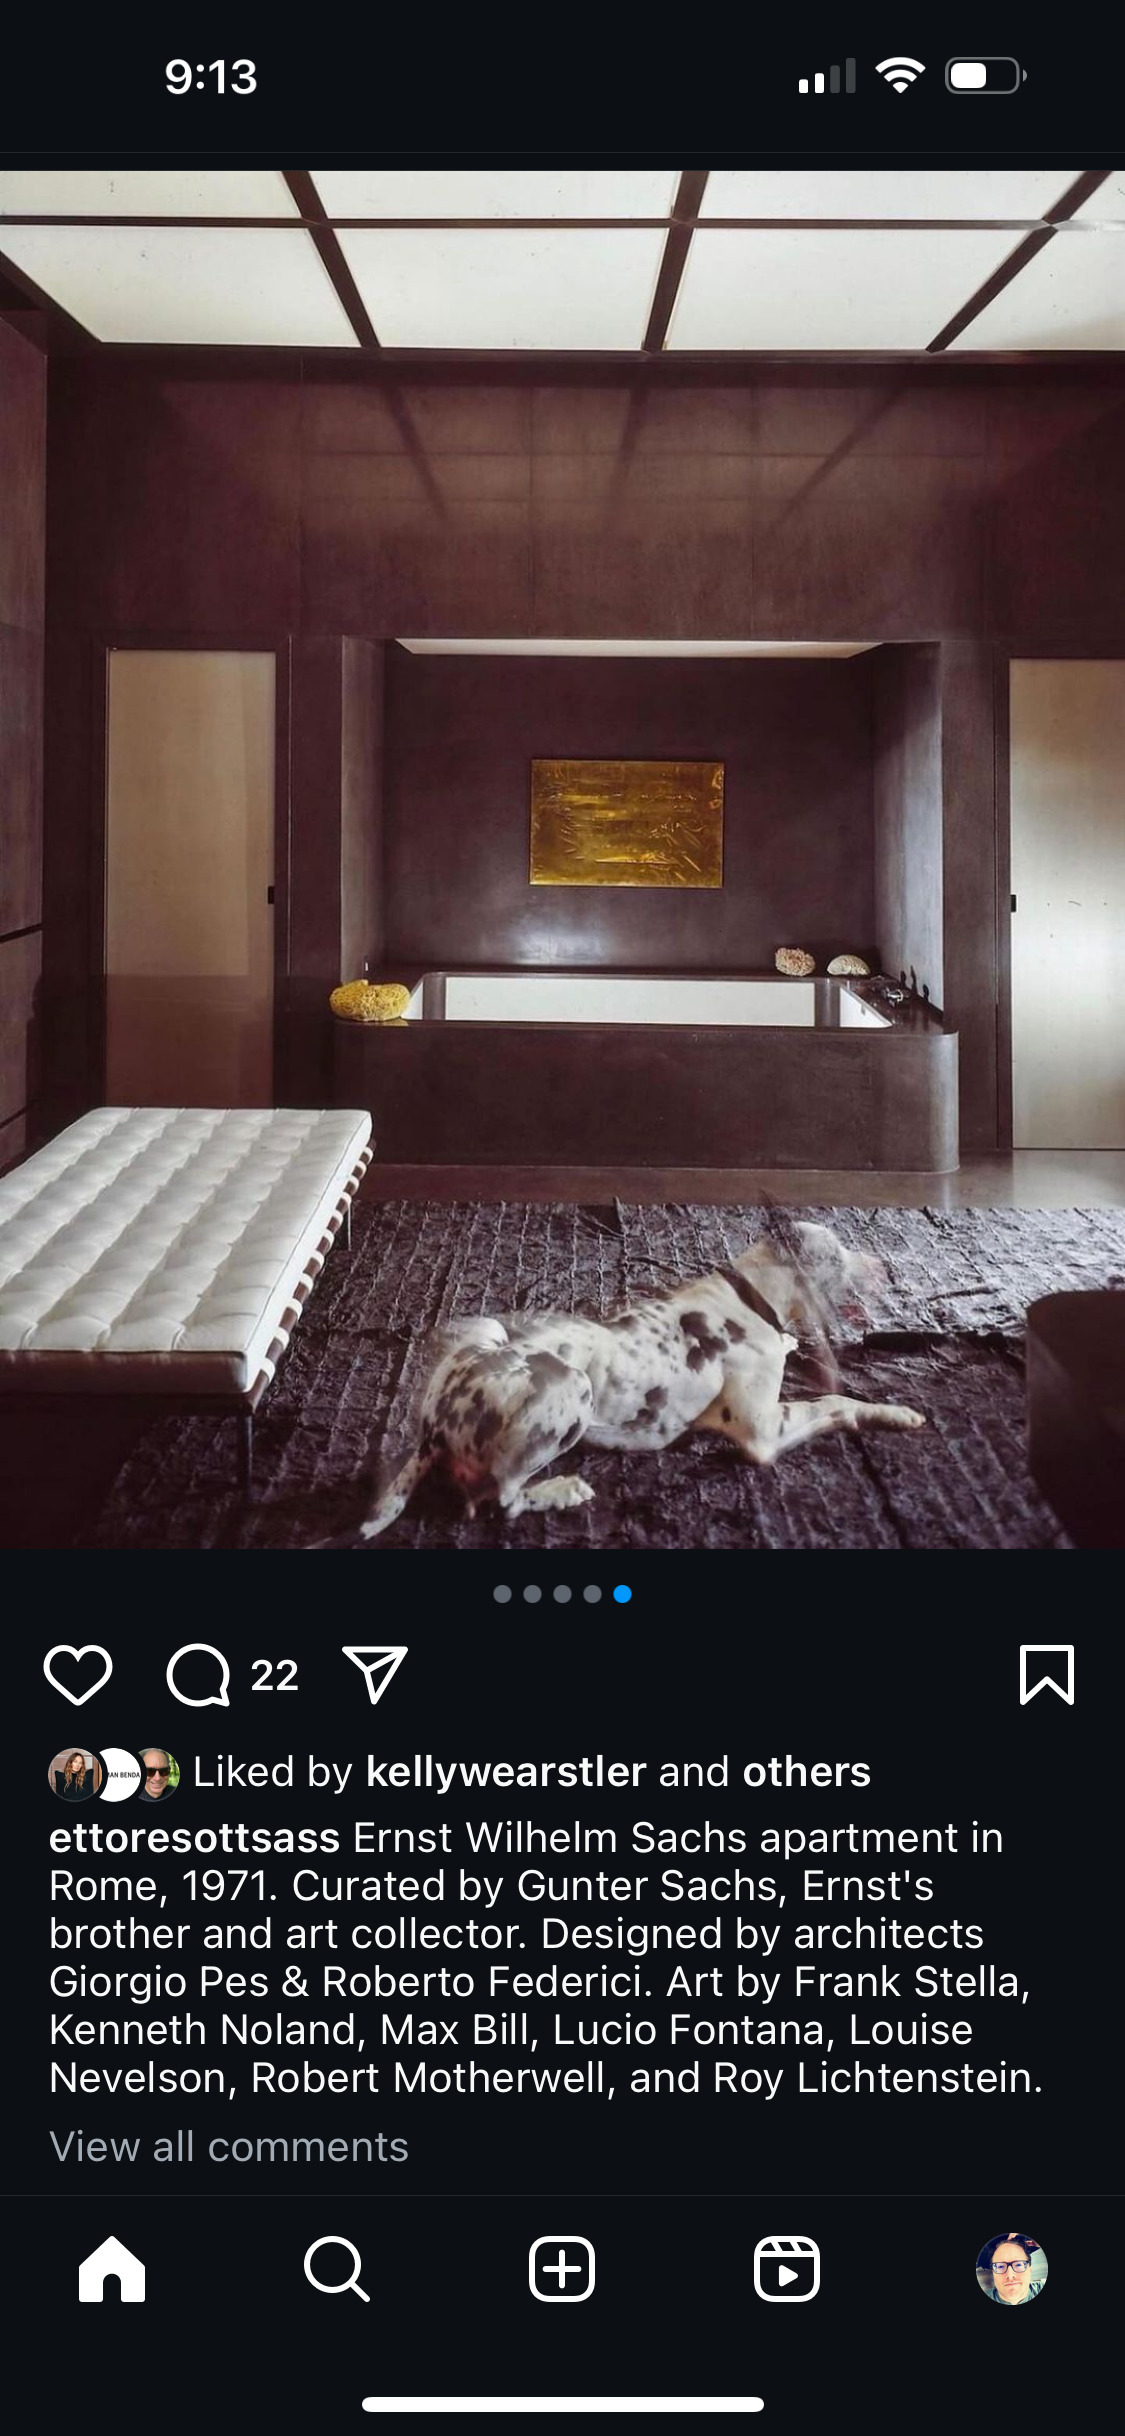 9:13
22
AN BENDA
Liked by kellywearstler and others
ettoresottsass Ernst Wilhelm Sachs apartment in
Rome, 1971. Curated by Gunter Sachs, Ernst's
brother and art collector. Designed by architects
Giorgio Pes & Roberto Federici. Art by Frank Stella,
Kenneth Noland, Max Bill, Lucio Fontana, Louise
Nevelson, Robert Motherwell, and Roy Lichtenstein.
View all comments